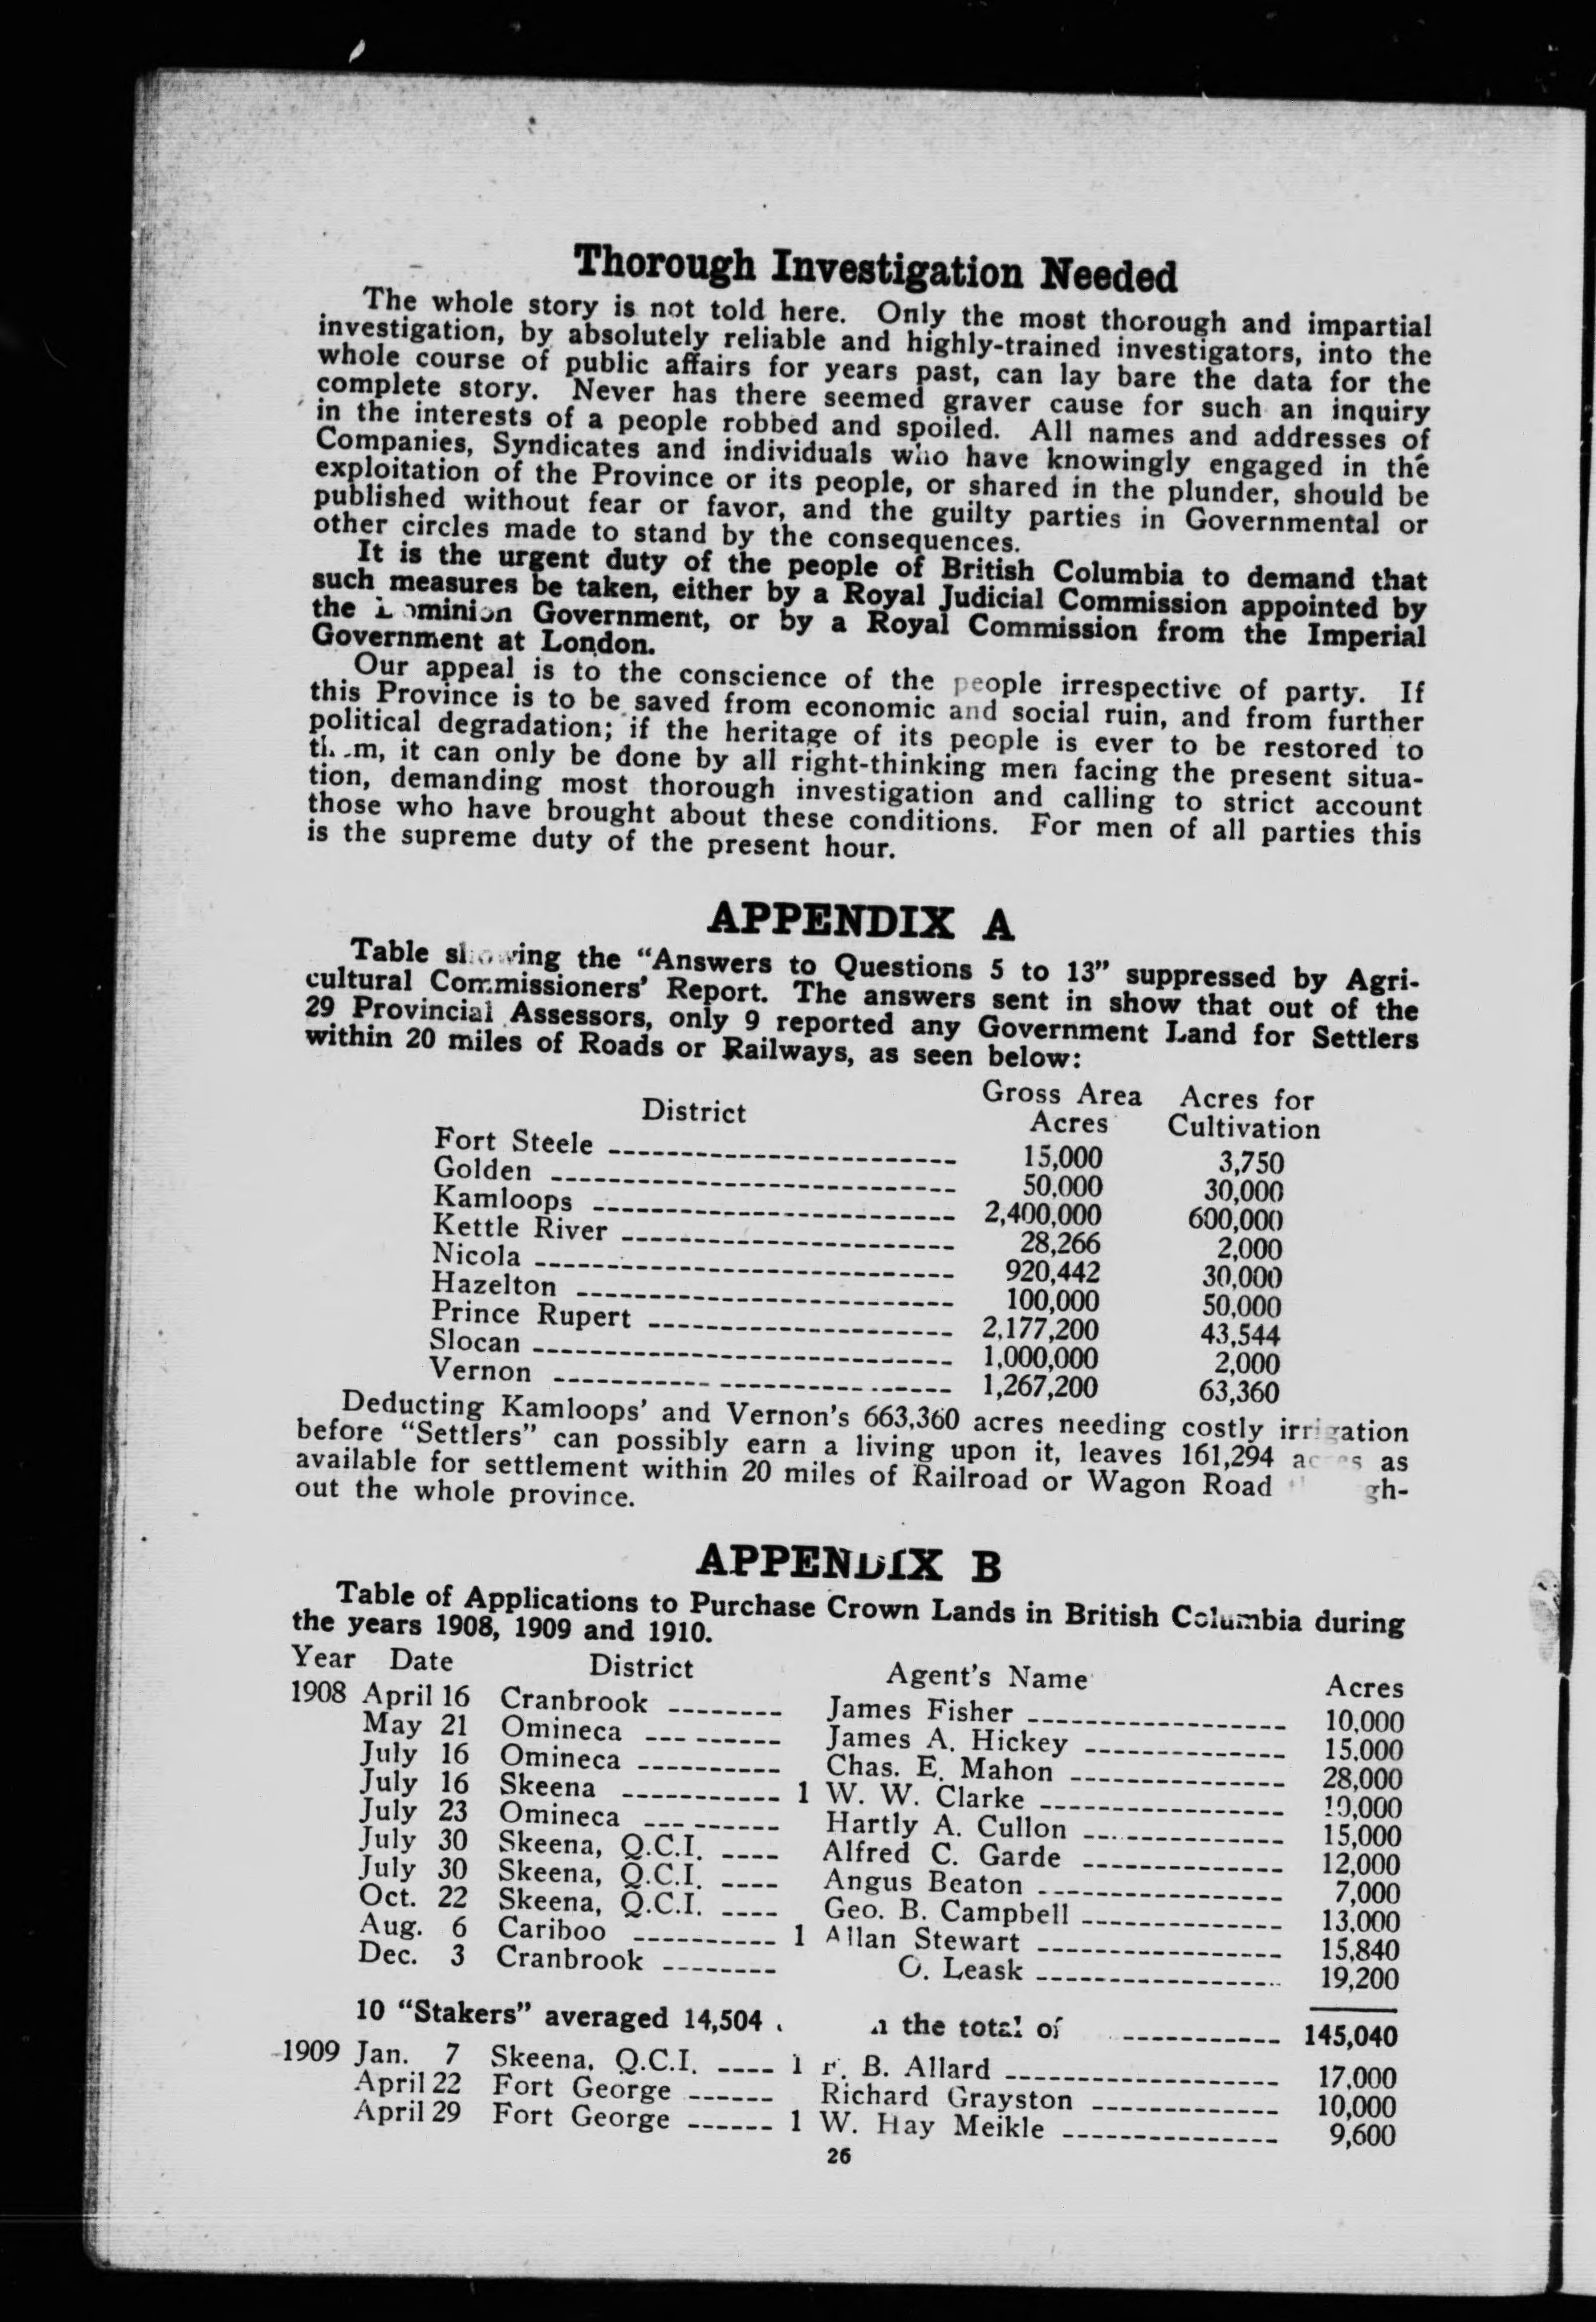 Thorough Investigation Needed
The whole story is not told here. Only the most thorough and impartial
investigation, by absolutely reliable and highly-trained investigators, into the
whole course of public affairs for years past, can lay bare the data for the
complete story. Never has there seemed graver cause for such an inquiry
in the interests of a people robbed and spoiled. All names and addresses of
Companies, Syndicates and individuals who have knowingly engaged in the
exploitation of the Province or its people, or shared in the plunder, should be
published without fear or favor, and the guilty parties in Governmental or
other circles made to stand by the consequences.
It is the urgent duty of the people of British Columbia to demand that
such measures be taken, either by a Royal Judicial Commission appointed by
the Dominion Government, or by a Royal Commission from the Imperial
Government at London.
Our appeal is to the conscience of the people irrespective of party. If
this Province is to be saved from economic and social ruin, and from further
political degradation; if the heritage of its people is ever to be restored to
them, it can only be done by all right-thinking men facing the present situa-
tion, demanding most thorough investigation and calling to strict account
those who have brought about these conditions. For men of all parties this
is the supreme duty of the present hour.
APPENDIX A
Table showing the "Answers to Questions 5 to 13" suppressed by Agri-
cultural Commissioners' Report. The answers sent in show that out of the
29 Provincial Assessors, only 9 reported any Government Land for Settlers
within 20 miles of Roads or Railways, as seen below:
District Gross Area Acres Acres for Cultivation
Fort Steele 15,000 3,750
Golden 50,000 30,000
Kamloops 2,400,000 600,000
Kettle River 28,266 2,000
Nicola 920,442 30,000
Hazelton 100,000 50,000
Prince Rupert 2,177,200 43,544
Slocan 1,000,000 2,000
Vernon 1,267,200 63,360
Deducting Kamloops' and Vernon's 663,360 acres needing costly irrigation
before "Settlers" can possibly earn a living upon it, leaves 161,294 acres as
available for settlement within 20 miles of Railroad or Wagon Road gh-
out the whole province.
APPENDIX B
Table of Applications to Purchase Crown Lands in British Columbia during
the years 1908, 1909 and 1910.
Year Date District Agent's Name Acres
1908 April 16 Cranbrook James Fisher 10,000
May 21 Omineca James A. Hickey 15,000
July 16 Omineca Chas. E. Mahon 28,000
July 16 Skeena 1 W. W. Clarke 10,000
July 23 Omineca Hartly A. Cullon 15,000
July 30 Skeena, Q.C.I. Alfred C. Garde 12,000
July 30 Skeena, Q.C.I. Angus Beaton 7,000
Oct. 22 Skeena, Q.C.I. Geo. B. Campbell 13,000
Aug. 6 Cariboo 1 Allan Stewart 15,840
Dec. 3 Cranbrook O. Leask 19,200
10 "Stakers" averaged 14,504 the total of 145,040
1909 Jan. 7 Skeena, Q.C.I. 1 B. Allard 17,000
April 22 Fort George Richard Grayston 10,000
April 29 Fort George 1 W. Hay Meikle 9,600
26